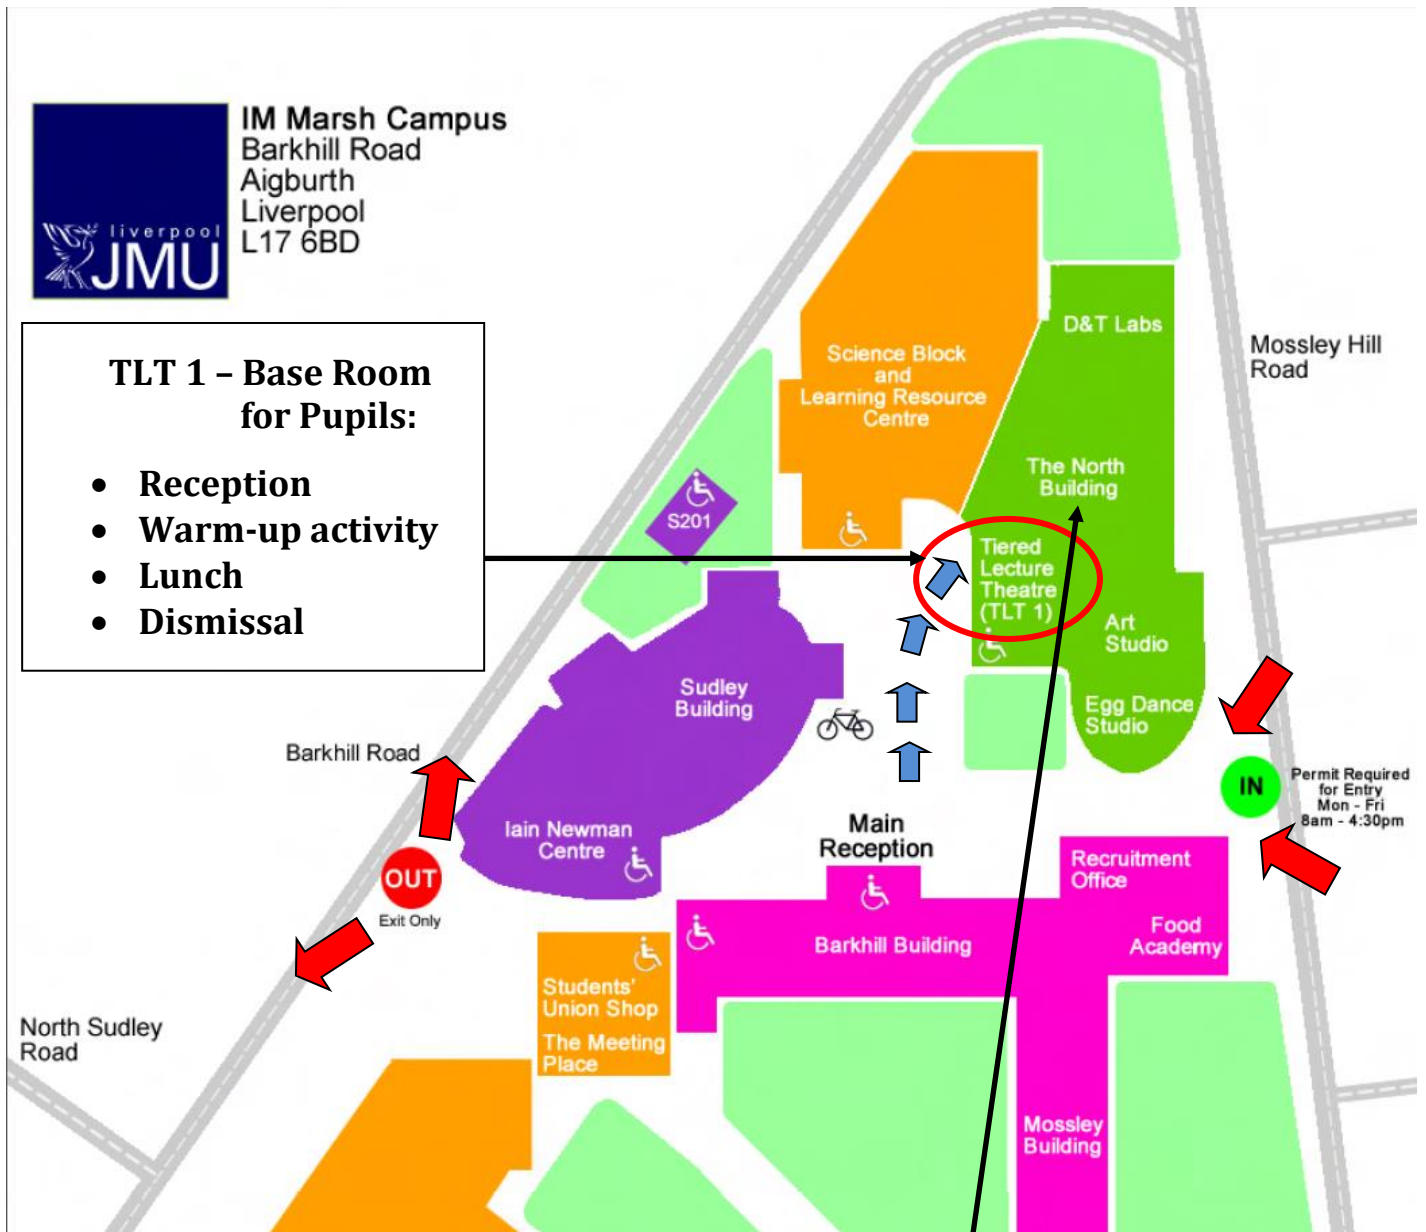 IM Marsh Campus
Barkhill Road
Aigburth
Liverpool
L17 6BD
liverpool
JMU
TLT 1 – Base Room
for Pupils:
• Reception
• Warm-up activity
• Lunch
• Dismissal
D&T Labs
Mossley Hill
Road
Science Block
and
Learning Resource
Centre
The North
Building
S201
Tiered
Lecture
Theatre
(TLT 1)
Art
Studio
Sudley
Building
Egg Dance
Studio
Barkhill Road
IN
Permit Required
for Entry
Mon - Fri
8am - 4:30pm
Iain Newman
Centre
Main
Reception
Recruitment
Office
OUT
Exit Only
Food
Academy
Barkhill Building
Students'
Union Shop
The Meeting
Place
North Sudley
Road
Mossley
Building